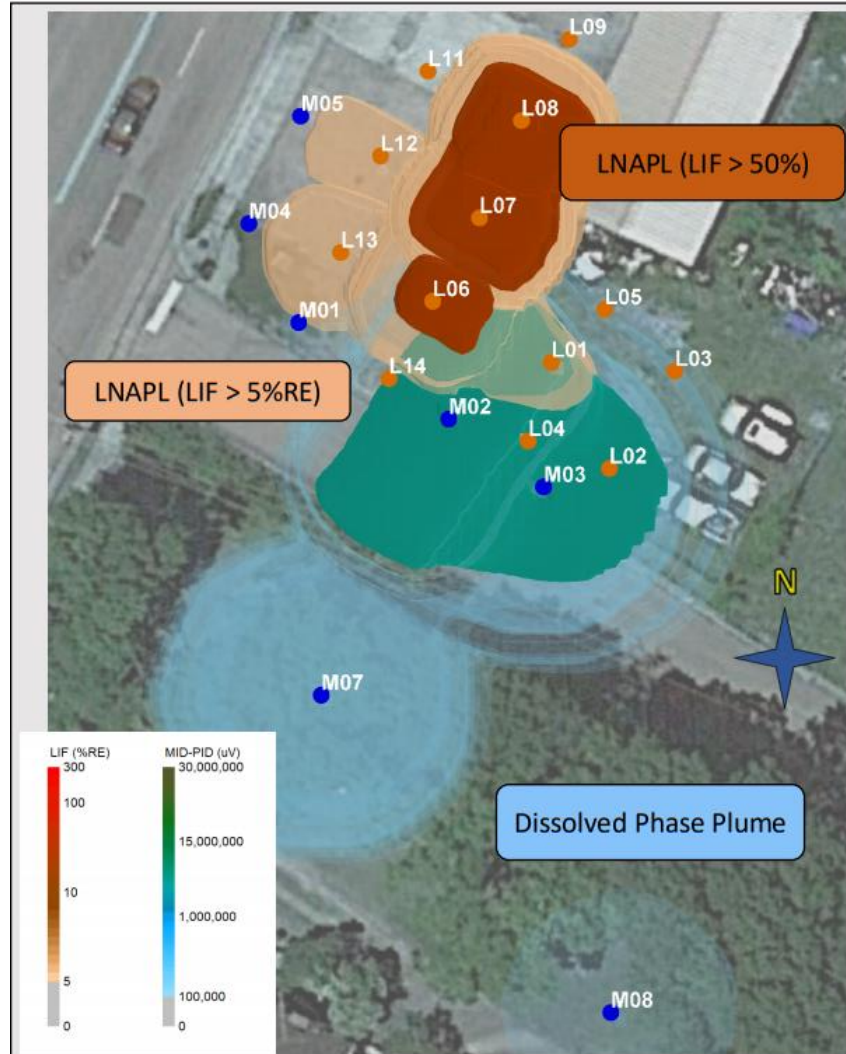 L09
L11
M05
L08
L12
LNAPL (LIF > 50%)
M04
L07
L13
L06
L05
M01
L01
L03
L14
LNAPL (LIF > 5%RE)
M02
L04
L02
M03
N
M07
LIF (%RE)
MID-PID (uV)
300
30,000,000
100
15,000,000
10
1,000,000
5
100,000
0
0
Dissolved Phase Plume
M08